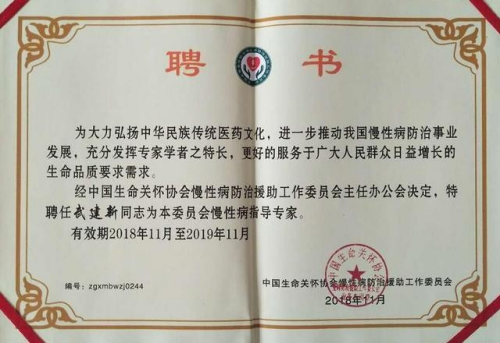 聘书
为大力弘扬中华民族传统医药文化，进一步推动我国慢性病防治事业
发展，充分发挥专家学者之特长，更好的服务于广大人民群众日益增长的
生命品质要求需求。
经中国生命关怀协会慢性病防治援助工作委员会主任办公会决定，特
聘任武建新同志为本委员会慢性病指导专家。
有效期2018年11月至2019年11月
中国生命关怀协会
编号：zgxmbwzj0244
中国生命关怀协会慢性病防治援助工作委员会
2018年11月